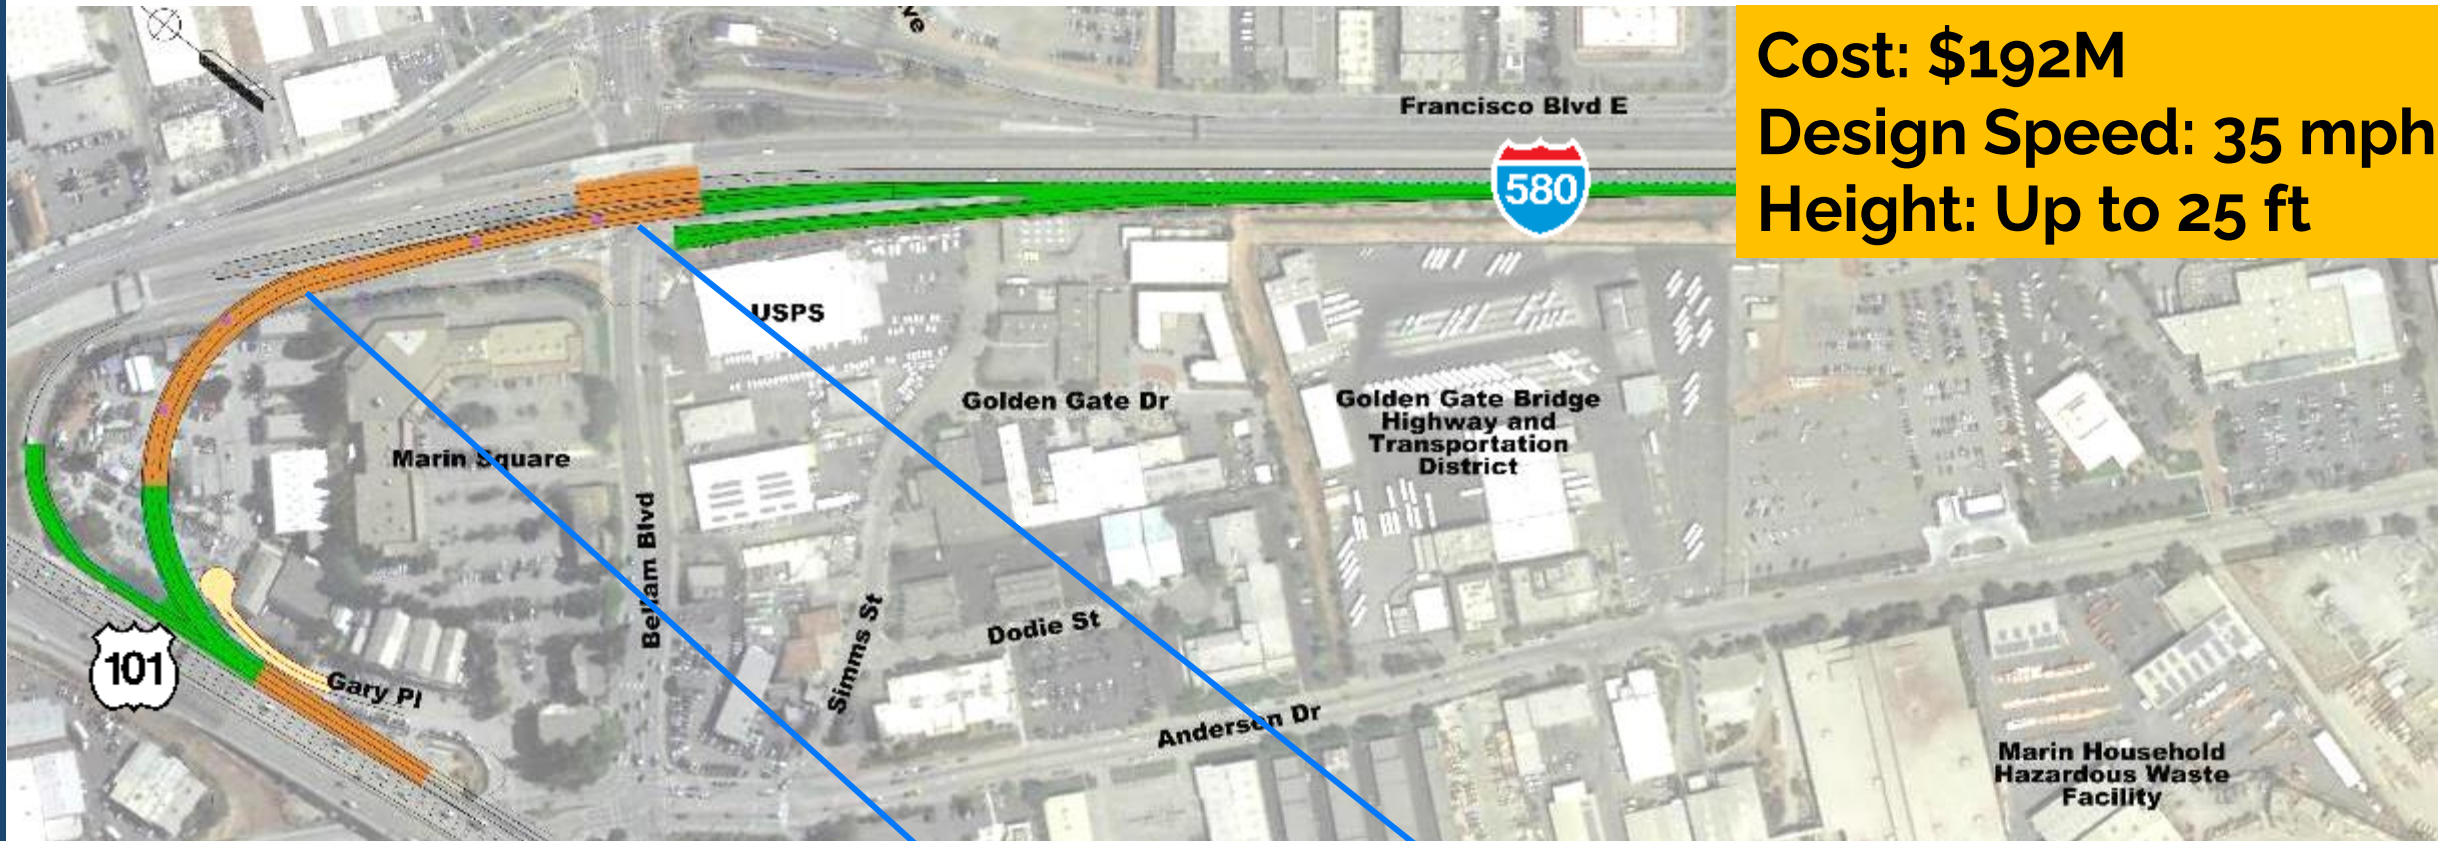 ve
Cost: $192M
Design Speed: 35 mph
Height: Up to 25 ft
Francisco Blvd E
580
USPS
Golden Gate Dr
Golden Gate Bridge
Highway and
Transportation
District
Marin Square
Bellam Blvd
Simms St
Dodie St
101
Gary Pl
Anderson Dr
Marin Household
Hazardous Waste
Facility